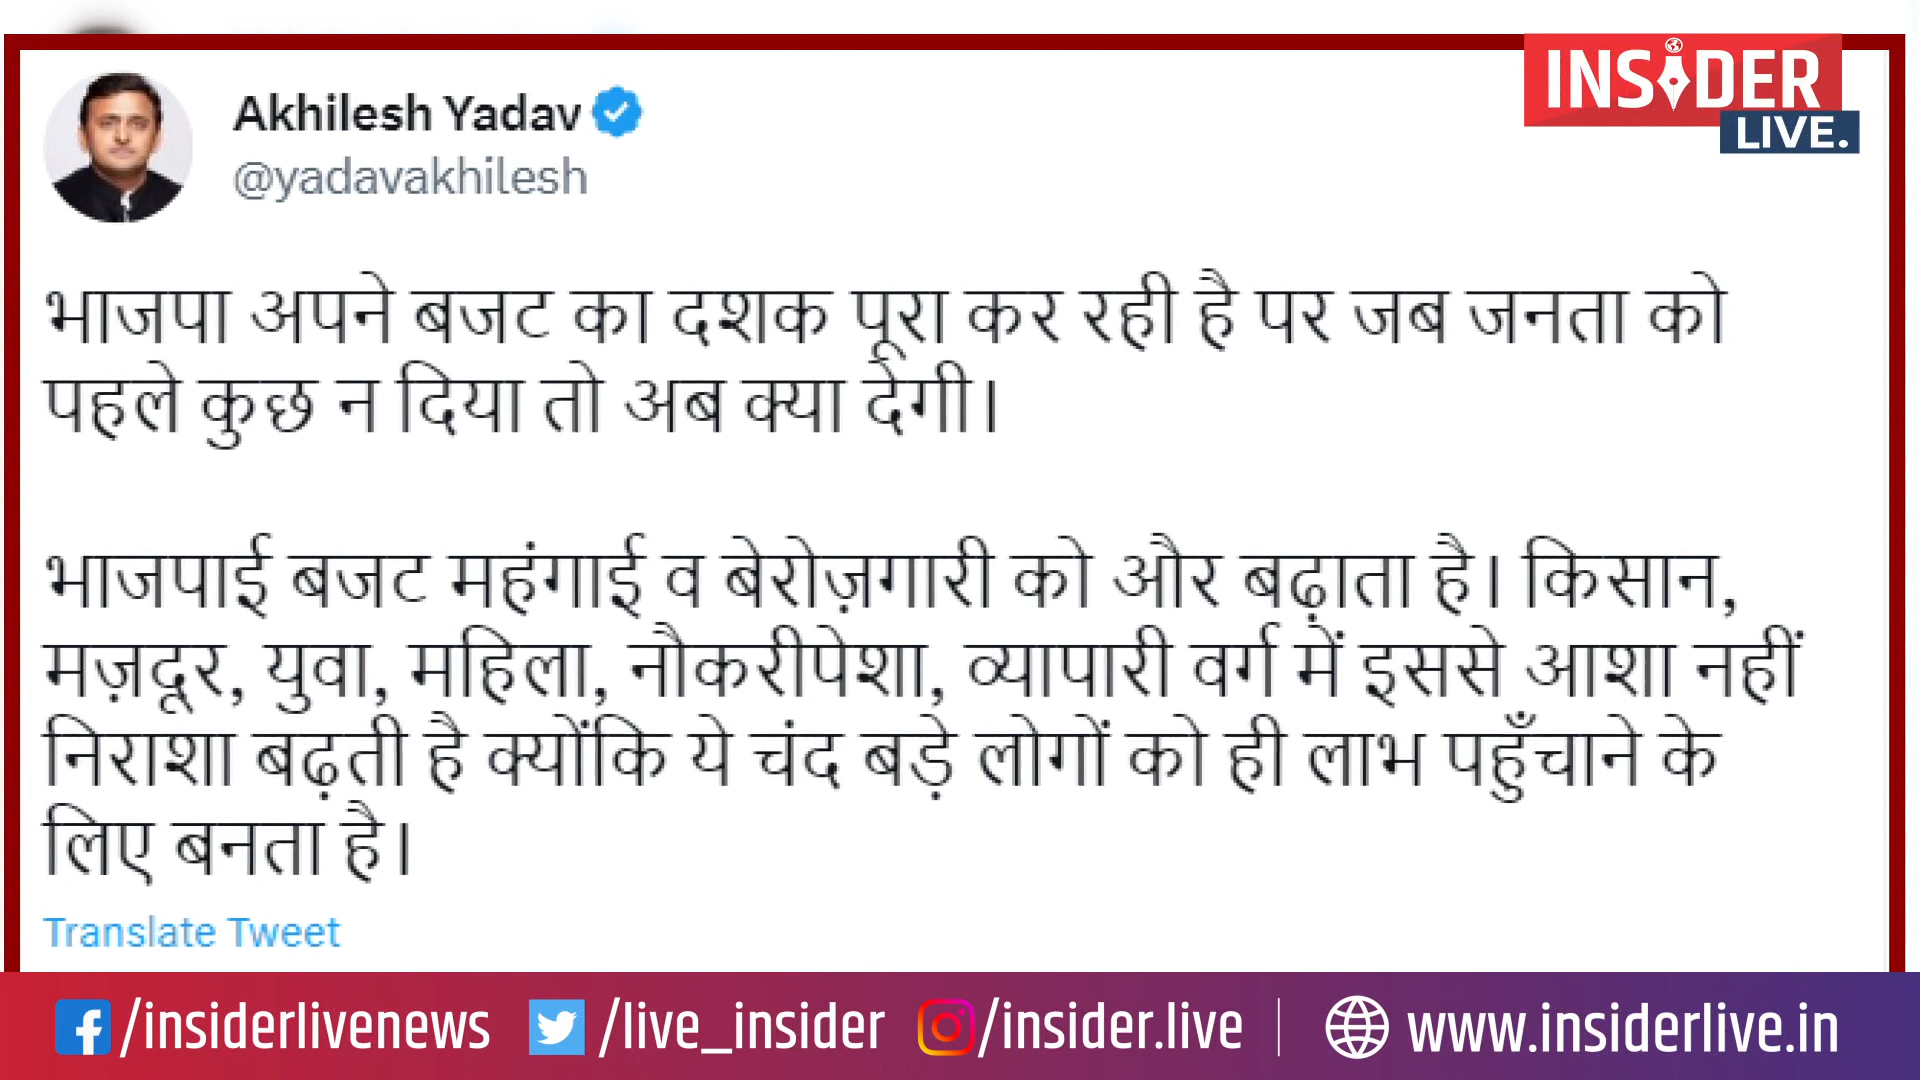 INSIDER
LIVE.
Akhilesh Yadav
@yadavakhilesh
भाजपा अपने बजट का दशक पूरा कर रही है पर जब जनता को
पहले कुछ न दिया तो अब क्या देगी।
भाजपाई बजट महंगाई व बेरोज़गारी को और बढ़ाता है। किसान,
मज़दूर, युवा, महिला, नौकरीपेशा, व्यापारी वर्ग में इससे आशा नहीं
निराशा बढ़ती है क्योंकि ये चंद बड़े लोगों को ही लाभ पहुँचाने के
लिए बनता है।
Translate Tweet
/insiderlivenews /live_insider /insider.live www.insiderlive.in